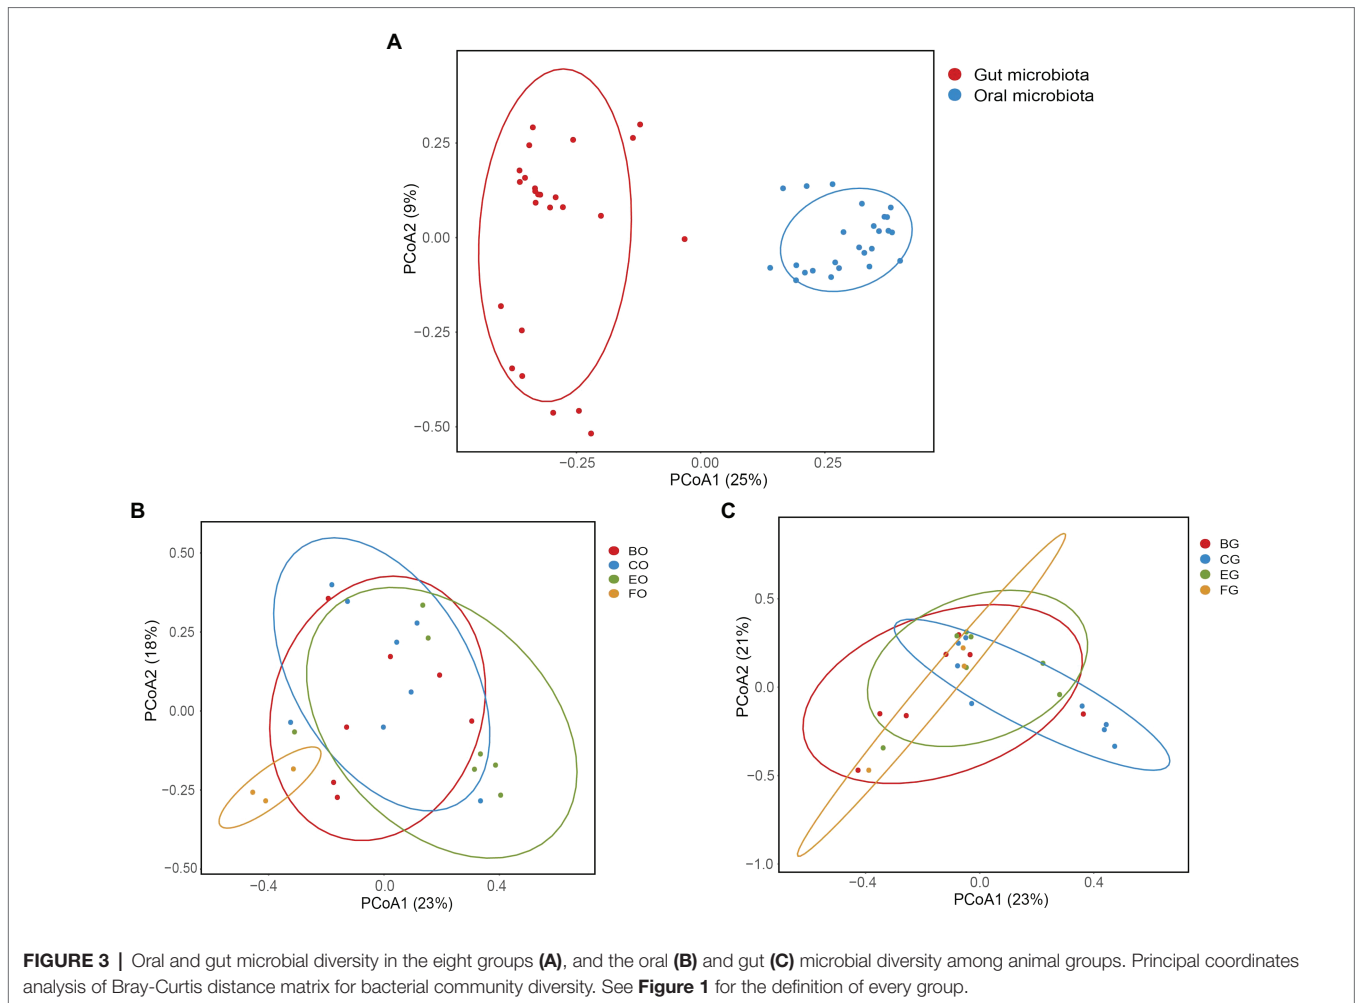 A
Gut microbiota
Oral microbiota
PCoA2 (9%)
0.25
0.00
−0.25
−0.50
−0.25 0.00 0.25
PCoA1 (25%)
B
PCoA2 (18%)
0.50
0.25
0.00
−0.25
−0.50
−0.4 0.0 0.4
PCoA1 (23%)
BO
CO
EO
FO
C
PCoA2 (21%)
0.5
0.0
−0.5
−1.0
−0.4 0.0 0.4
PCoA1 (23%)
BG
CG
EG
FG
FIGURE 3 | Oral and gut microbial diversity in the eight groups (A), and the oral (B) and gut (C) microbial diversity among animal groups. Principal coordinates
analysis of Bray-Curtis distance matrix for bacterial community diversity. See Figure 1 for the definition of every group.